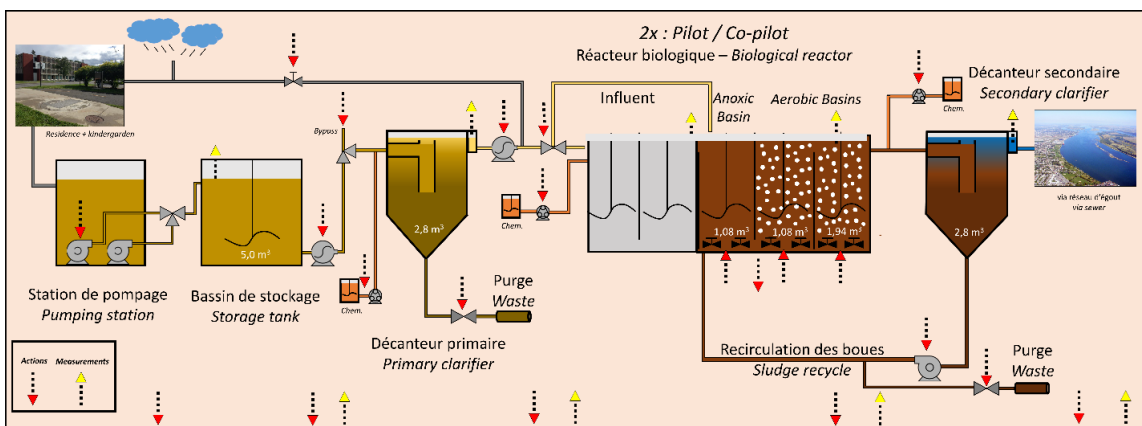 2x : Pilot / Co-pilot
Réacteur biologique – Biological reactor
Residence + kindergarden
Bypass
Influent
Anoxic
Basin
Aerobic Basins
Chem.
Décanteur secondaire
Secondary clarifier
via réseau d'égout
via sewer
5,0 m³
2,8 m³
Chem.
1,08 m³
1,08 m³
1,94 m³
2,8 m³
Station de pompage
Pumping station
Bassin de stockage
Storage tank
Chem.
Purge
Waste
Décanteur primaire
Primary clarifier
Recirculation des boues
Sludge recycle
Purge
Waste
Actions
Measurements